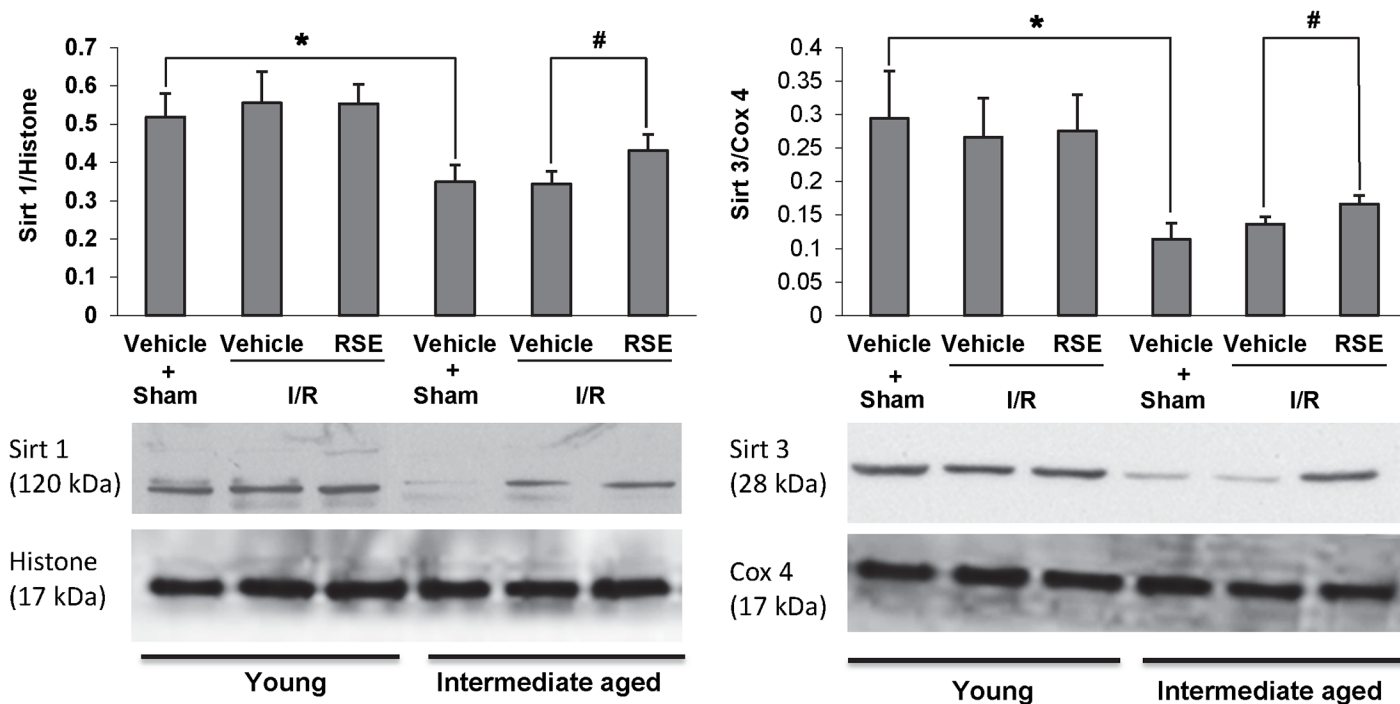 *
#
0.7
0.6
0.5
0.4
0.3
0.2
0.1
0
Sirt 1/Histone
Vehicle Vehicle RSE Vehicle Vehicle RSE
+ +
Sham I/R Sham I/R
Sirt 1
(120 kDa)
Histone
(17 kDa)
Young Intermediate aged
*
#
0.4
0.35
0.3
0.25
0.2
0.15
0.1
0.05
0
Sirt 3/Cox 4
Vehicle Vehicle RSE Vehicle Vehicle RSE
+ +
Sham I/R Sham I/R
Sirt 3
(28 kDa)
Cox 4
(17 kDa)
Young Intermediate aged